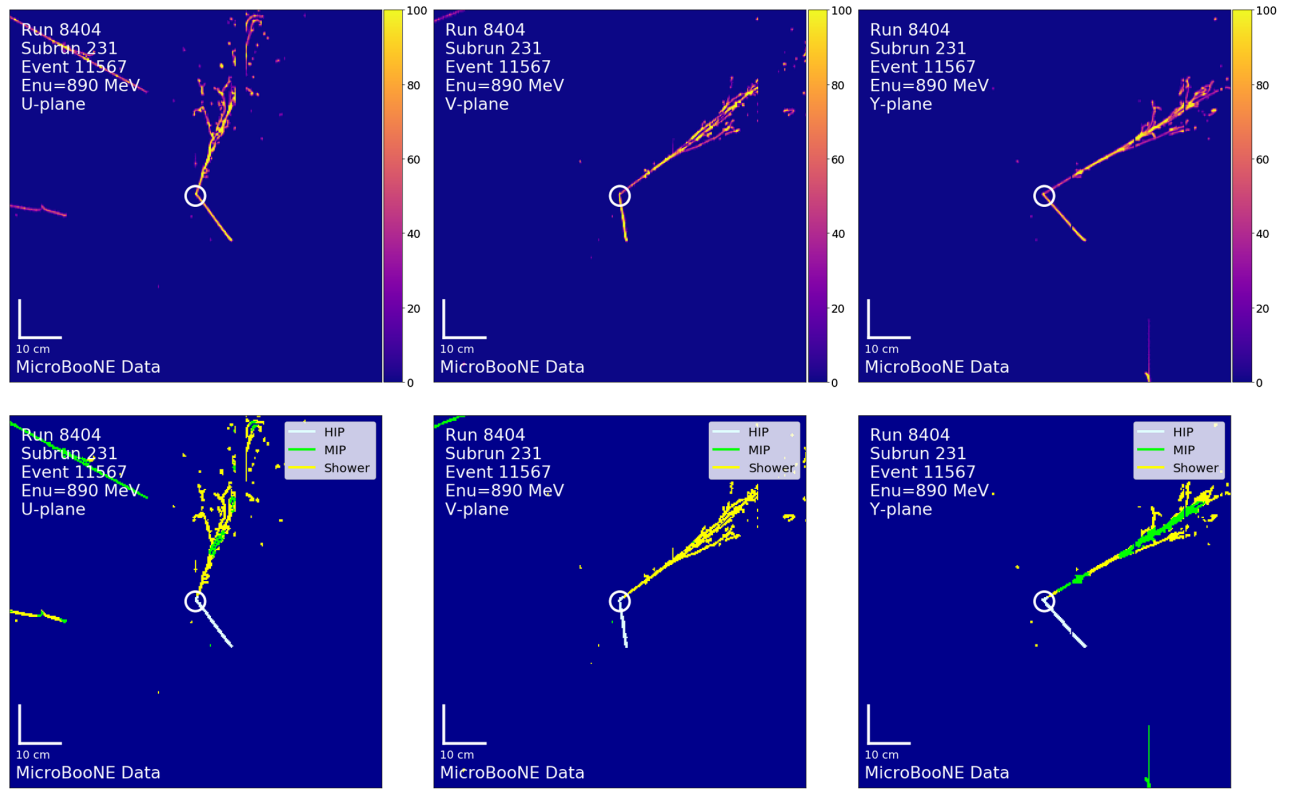 Run 8404
Subrun 231
Event 11567
Enu=890 MeV
U-plane
10 cm
MicroBooNE Data
100
80
60
40
20
0
Run 8404
Subrun 231
Event 11567
Enu=890 MeV
V-plane
10 cm
MicroBooNE Data
100
80
60
40
20
0
Run 8404
Subrun 231
Event 11567
Enu=890 MeV
Y-plane
10 cm
MicroBooNE Data
100
80
60
40
20
0
Run 8404
Subrun 231
Event 11567
Enu=890 MeV
U-plane
HIP
MIP
Shower
10 cm
MicroBooNE Data
Run 8404
Subrun 231
Event 11567
Enu=890 MeV
V-plane
HIP
MIP
Shower
10 cm
MicroBooNE Data
Run 8404
Subrun 231
Event 11567
Enu=890 MeV
Y-plane
HIP
MIP
Shower
10 cm
MicroBooNE Data